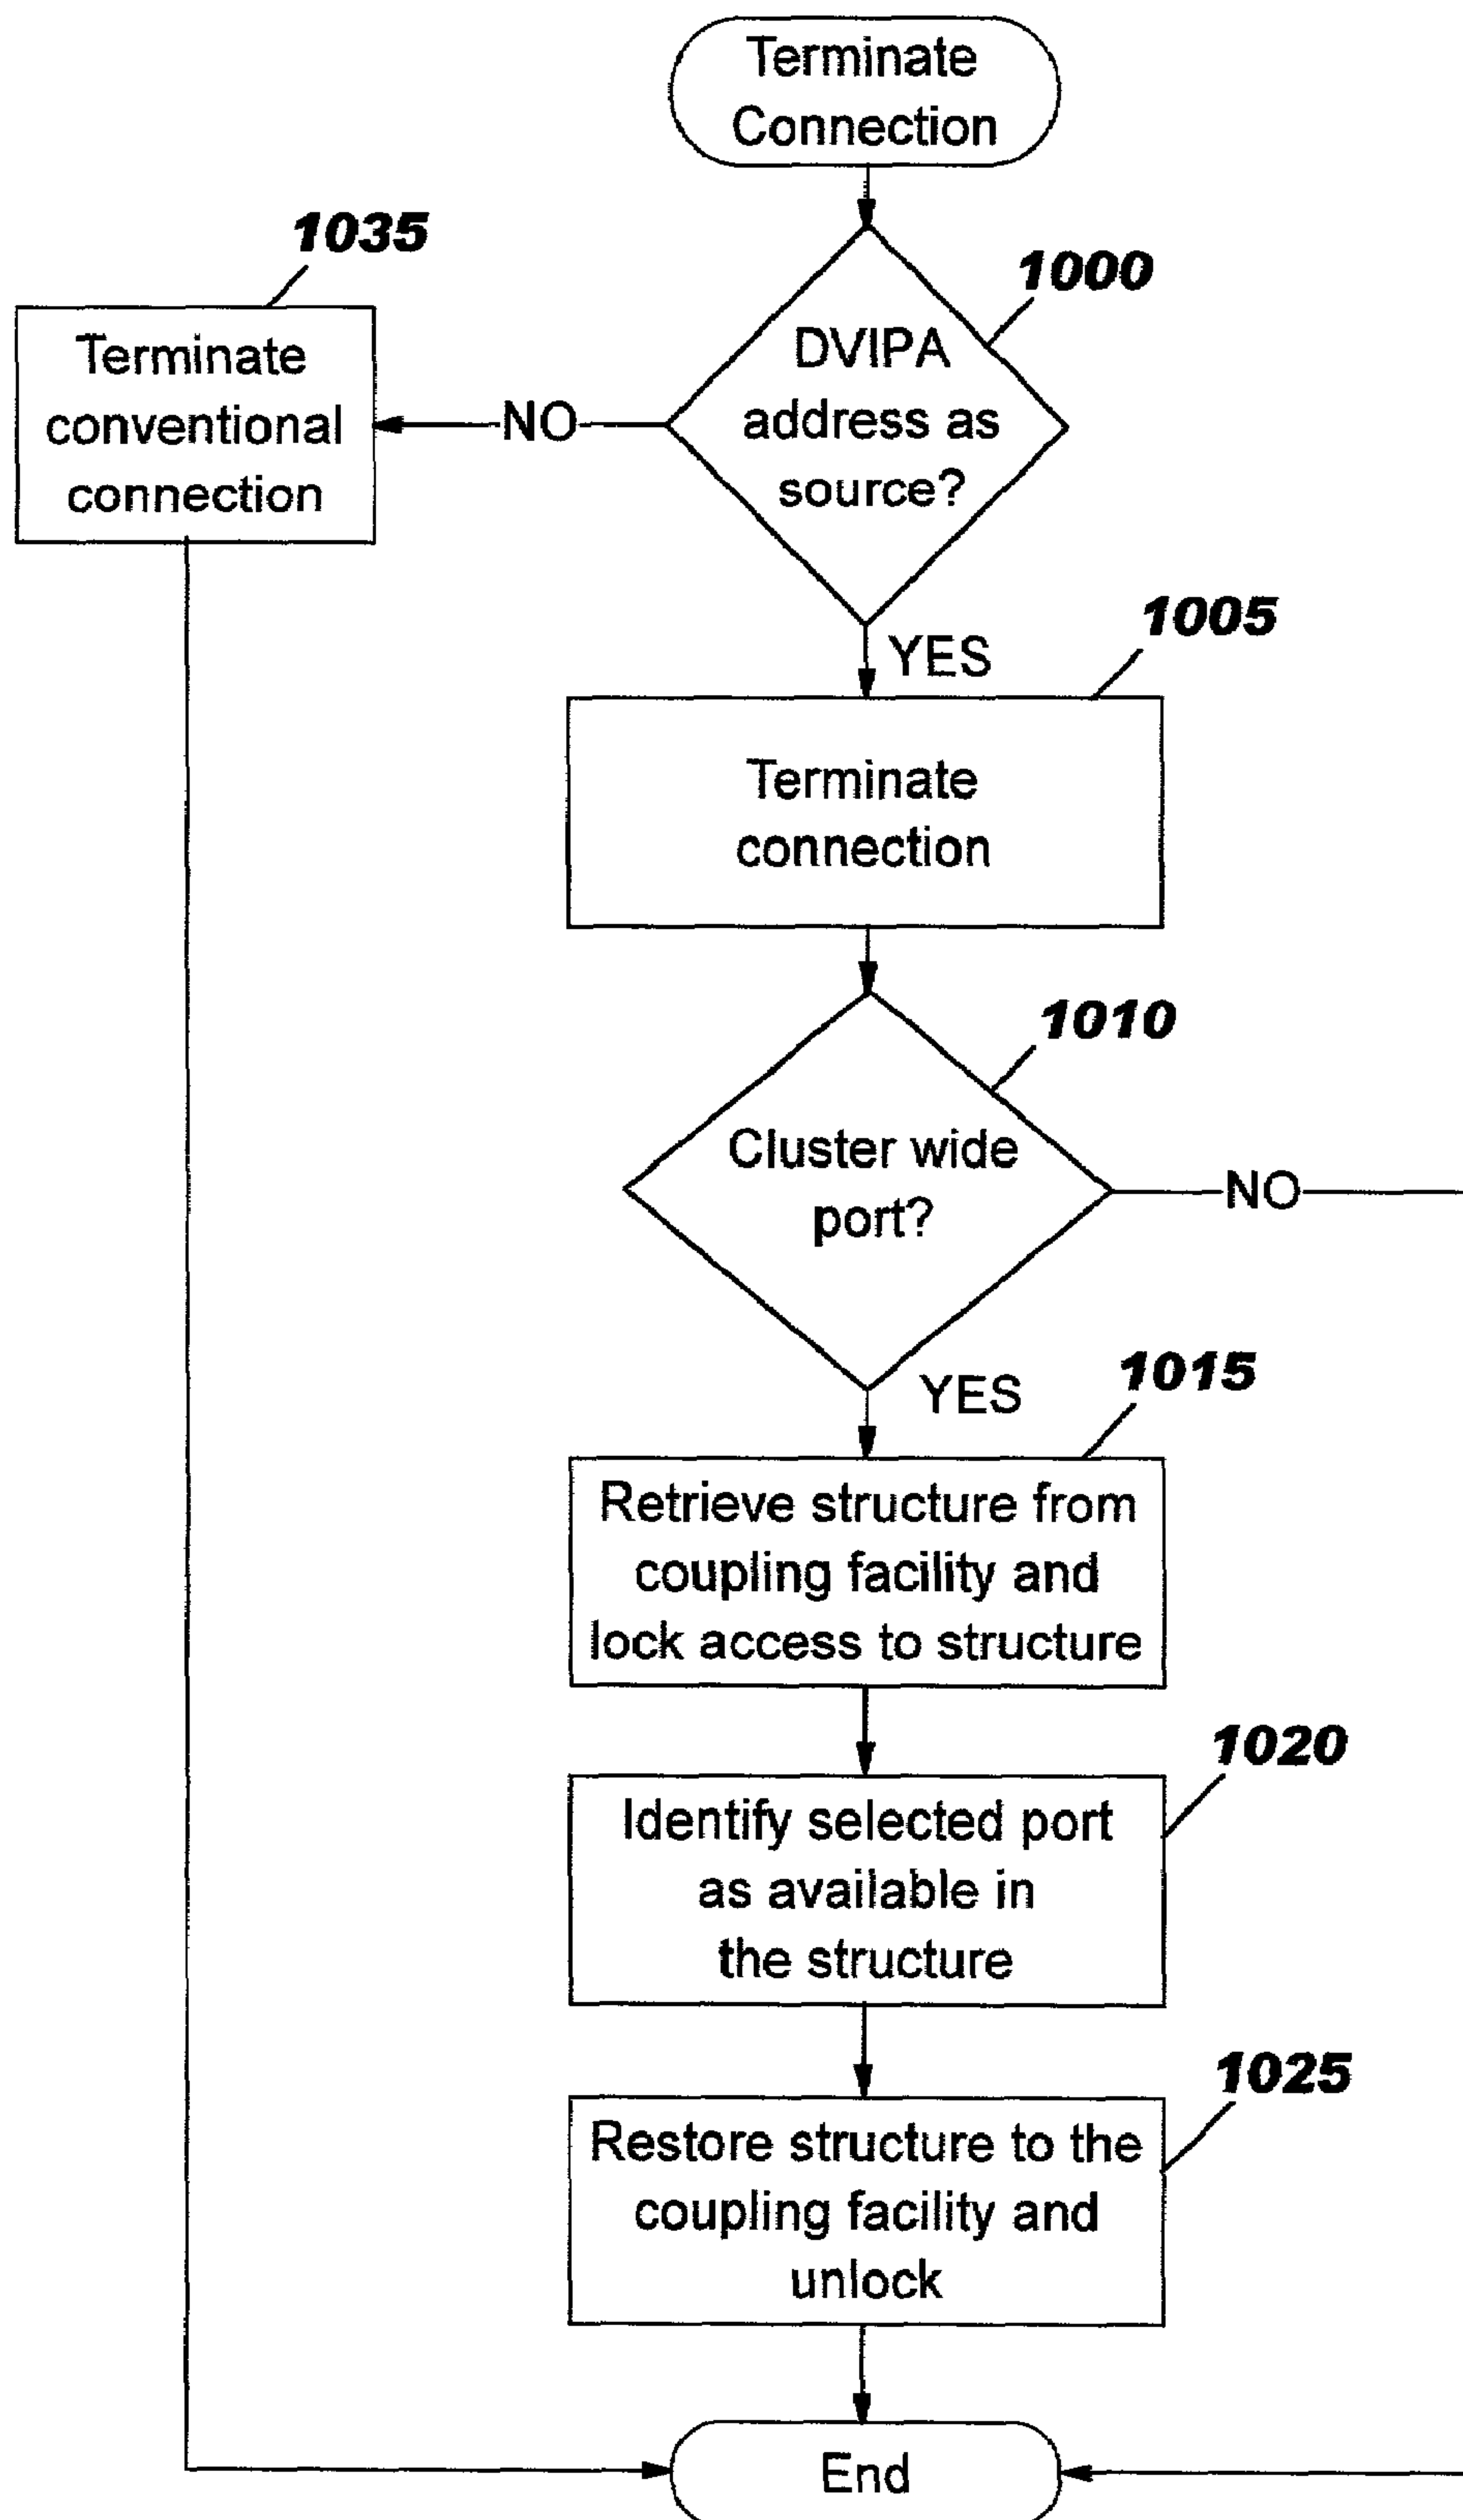 Terminate
Connection
1035
1000
Terminate
conventional
connection
NO
DVIPA
address as
source?
YES
1005
Terminate
connection
1010
Cluster wide
port?
NO
YES
1015
Retrieve structure from
coupling facility and
lock access to structure
1020
Identify selected port
as available in
the structure
1025
Restore structure to the
coupling facility and
unlock
End